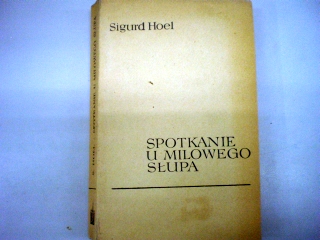 Sigurd Hoel
SPOTKANIE
U MILOWEGO
SŁUPA